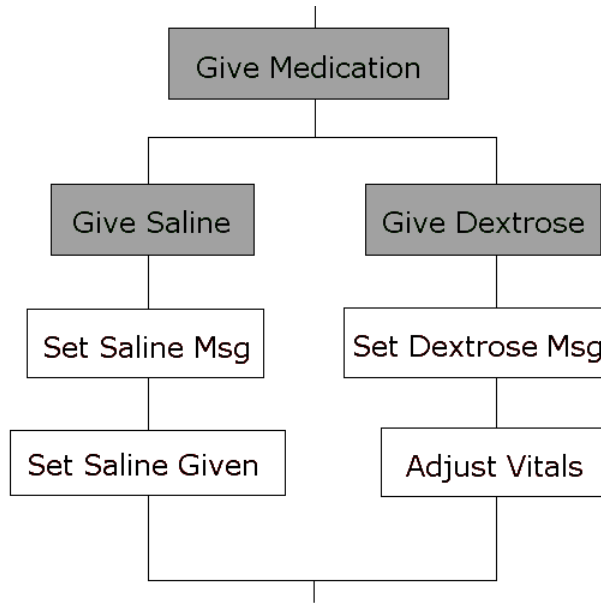 Give Medication
Give Saline
Give Dextrose
Set Saline Msg
Set Dextrose Msg
Set Saline Given
Adjust Vitals